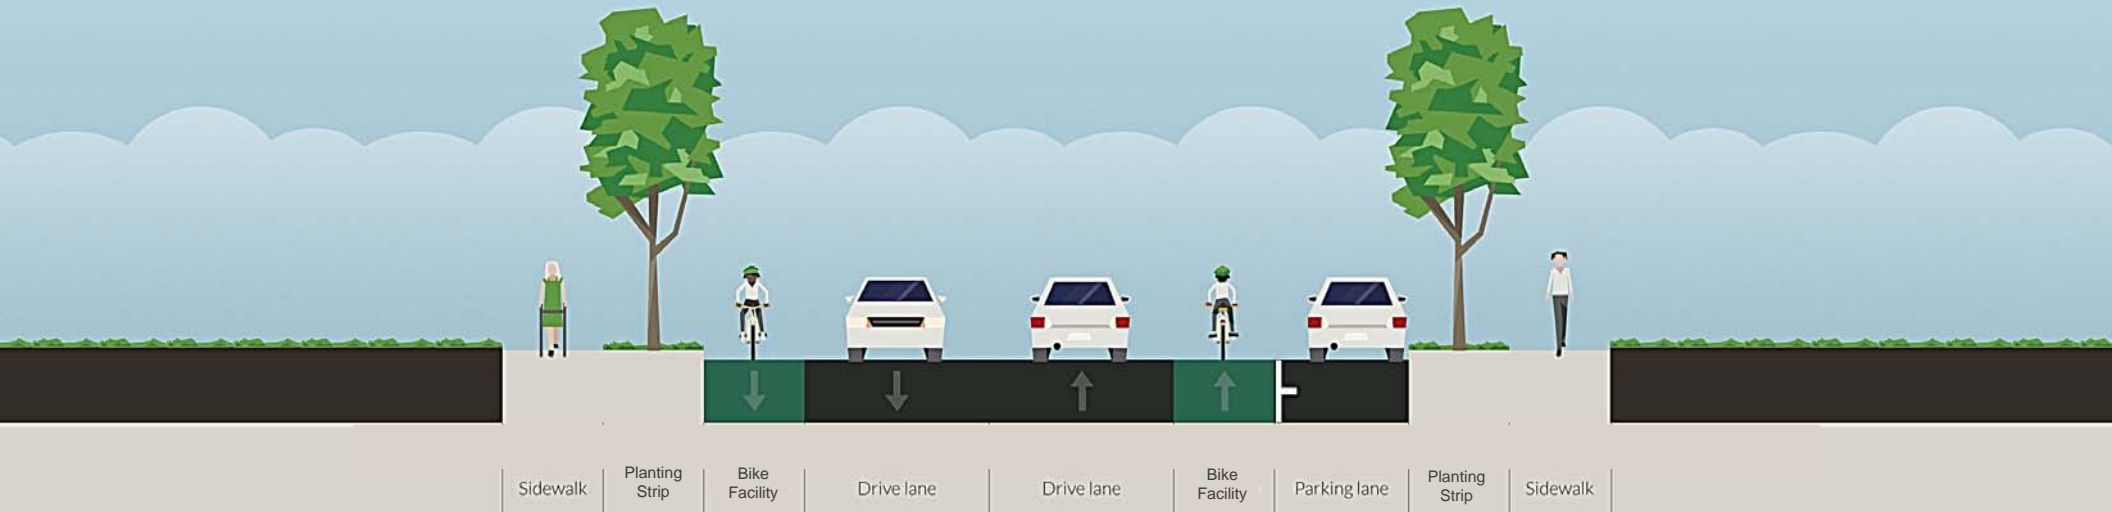 Sidewalk
Planting
Strip
Bike
Facility
Drive lane
Drive lane
Bike
Facility
Parking lane
Planting
Strip
Sidewalk